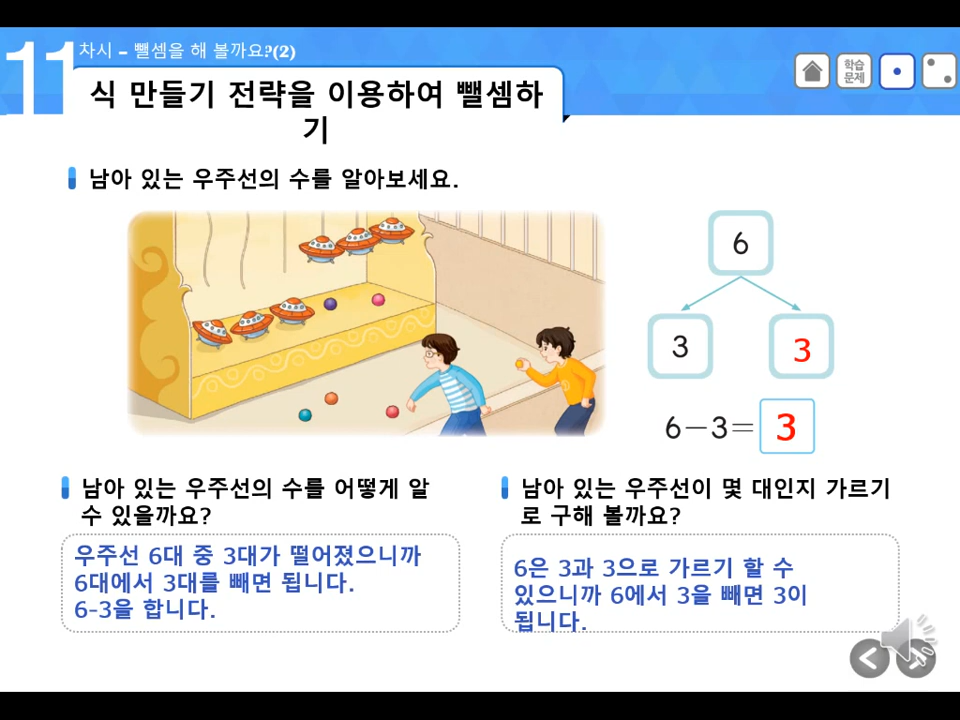 11
차시 – 뺄셈을 해 볼까요?(2)
학습
문제
식 만들기 전략을 이용하여 뺄셈하
기
남아 있는 우주선의 수를 알아보세요.
6
3
3
6－3＝3
남아 있는 우주선의 수를 어떻게 알
수 있을까요?
우주선 6대 중 3대가 떨어졌으니까
6대에서 3대를 빼면 됩니다.
6-3을 합니다.
남아 있는 우주선이 몇 대인지 가르기
로 구해 볼까요?
6은 3과 3으로 가르기 할 수
있으니까 6에서 3을 빼면 3이
됩니다.